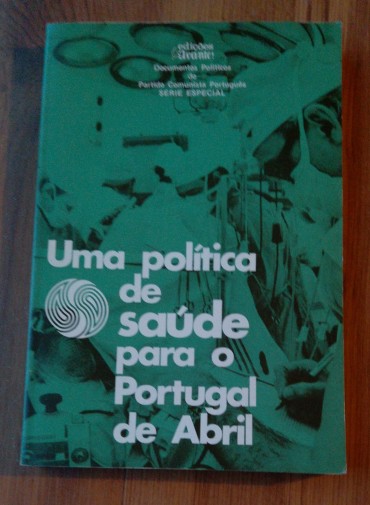 edições
avante!
Documentos Políticos
do
Partido Comunista Português
SÉRIE ESPECIAL
Uma política
de
saúde
para o
Portugal
de Abril